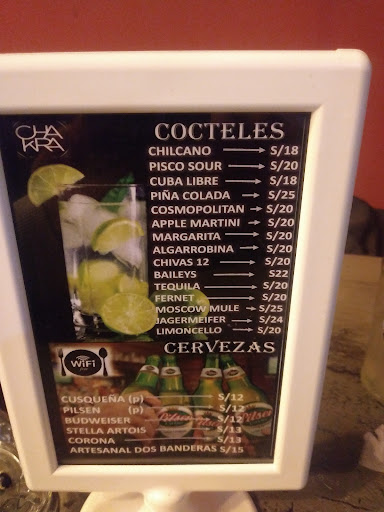 CHA
KRA
COCTELES
CHILCANO S/18
PISCO SOUR S/20
CUBA LIBRE S/18
PIÑA COLADA S/25
COSMOPOLITAN S/20
APPLE MARTINI S/20
MARGARITA S/20
ALGARROBINA S/20
CHIVAS 12 S/20
BAILEYS S22
TEQUILA S/20
FERNET S/20
MOSCOW MULE S/25
JAGERMEIFER S/24
LIMONCELLO S/20
CERVEZAS
WiFi
CUSQUEÑA (p) S/12
PILSEN (p) S/12
BUDWEISER S/12
STELLA ARTOIS S/13
CORONA S/13
ARTESANAL DOS BANDERAS S/15